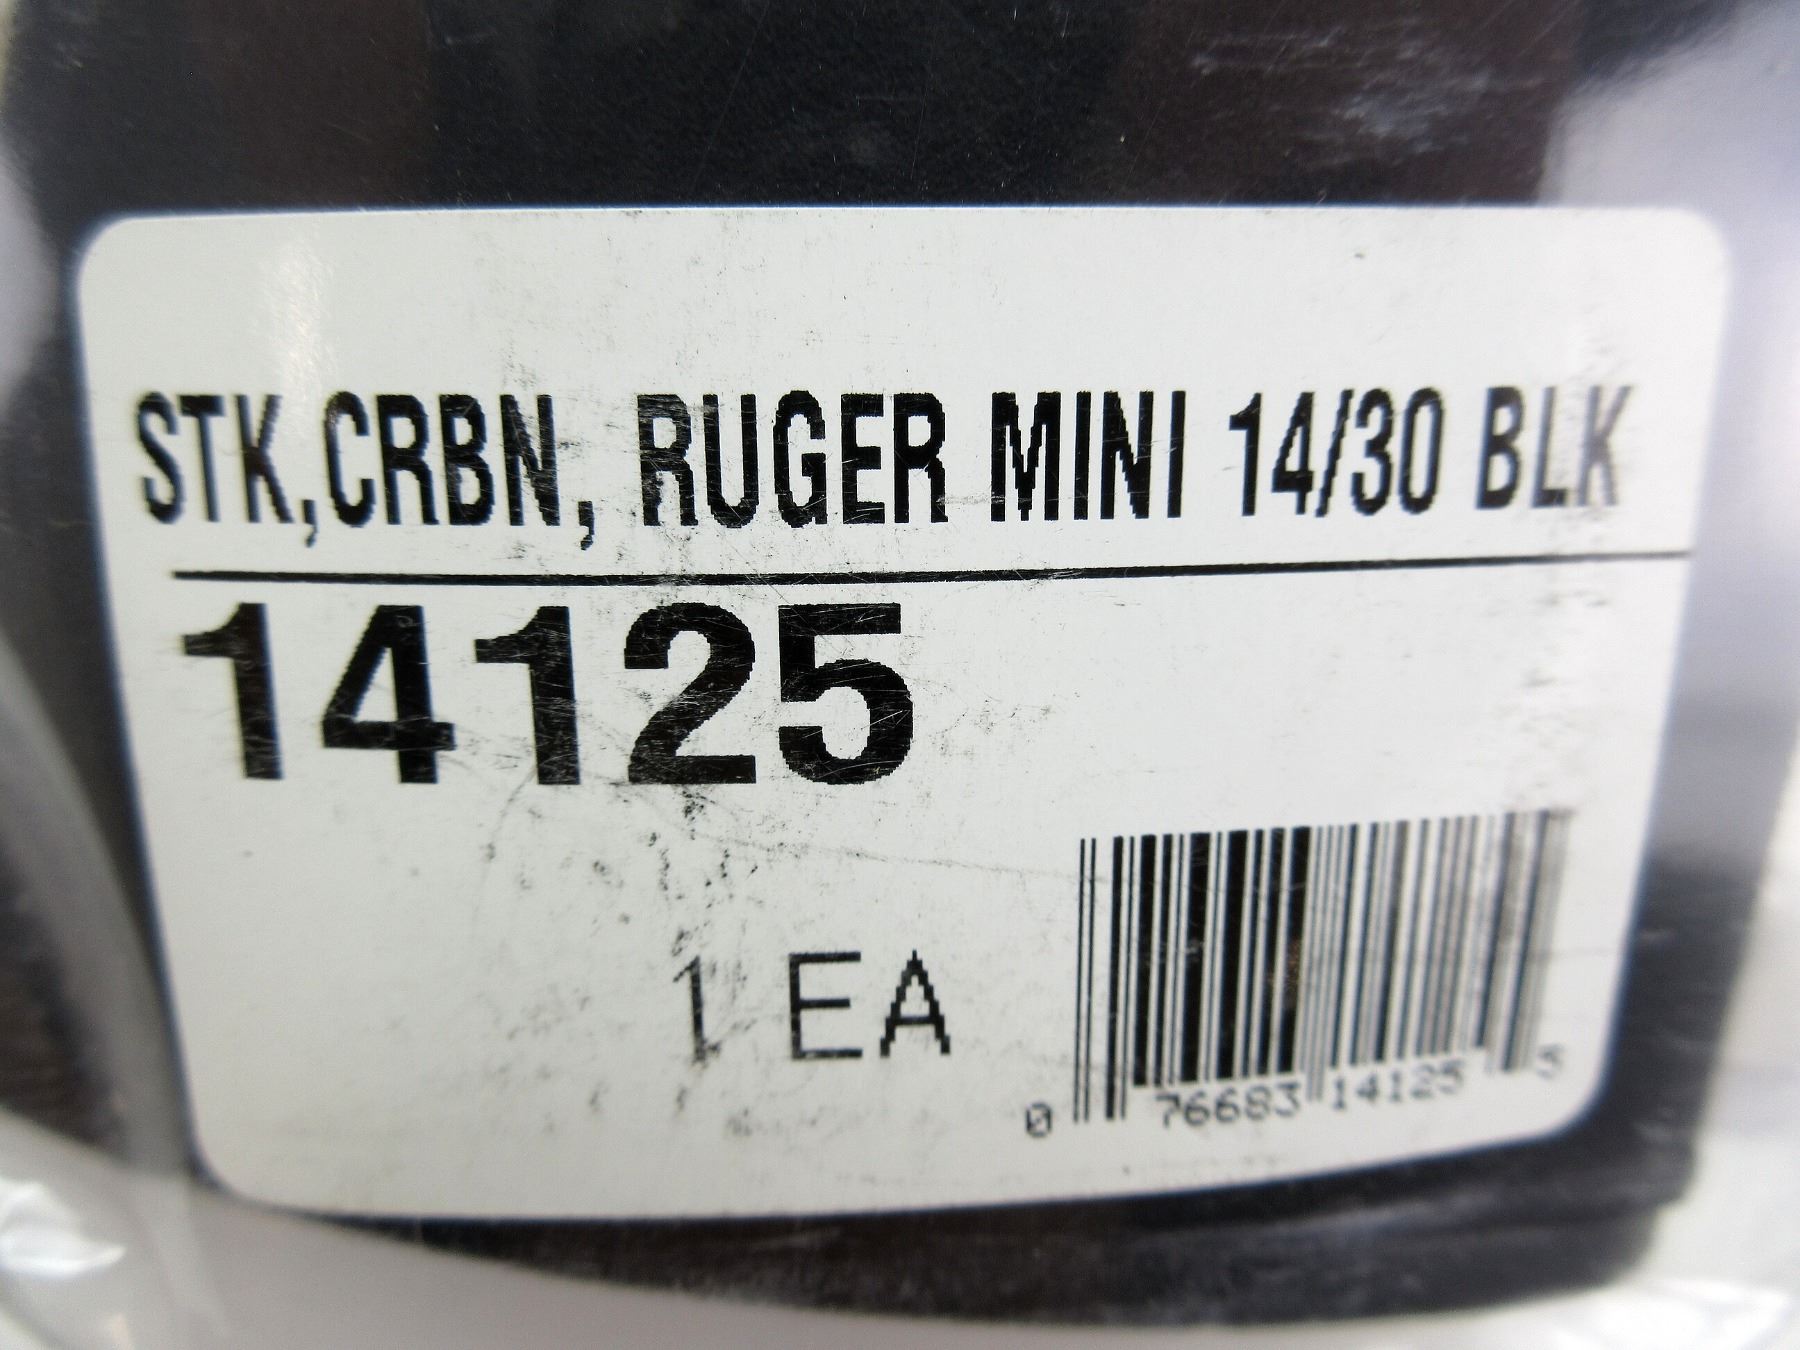 STK,CRBN, RUGER MINI 14/30 BLK
14125
1 EA
0 76683 14125 5